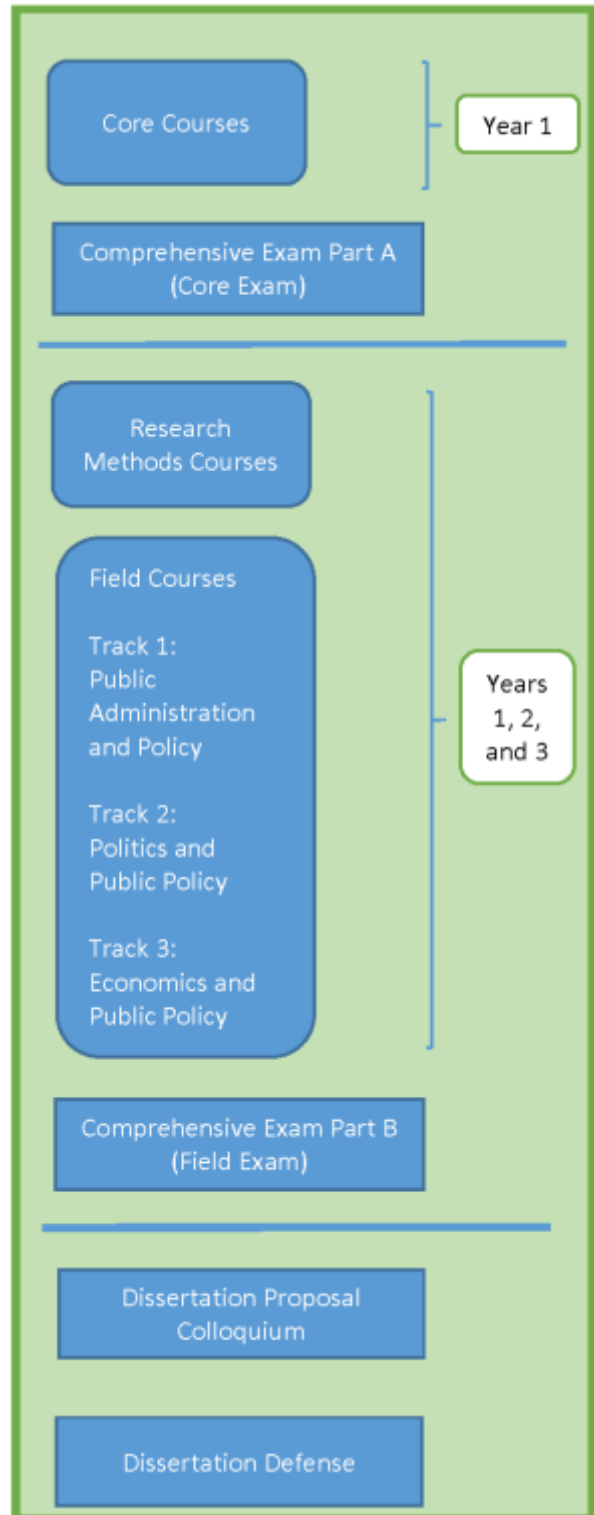 Core Courses
Year 1
Comprehensive Exam Part A
(Core Exam)
Research
Methods Courses
Field Courses
Track 1:
Public
Administration
and Policy
Track 2:
Politics and
Public Policy
Track 3:
Economics and
Public Policy
Years
1, 2,
and 3
Comprehensive Exam Part B
(Field Exam)
Dissertation Proposal
Colloquium
Dissertation Defense